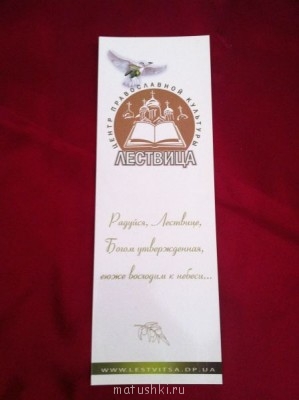 ЦЕНТР ПРАВОСЛАВНОЙ КУЛЬТУРЫ
ЛЕСТВИЦА
Радуйся, Лествице,
Богом утвержденная,
еюже восходим к небеси...
WWW.LESTVITSA.DP.UA
matushki.ru